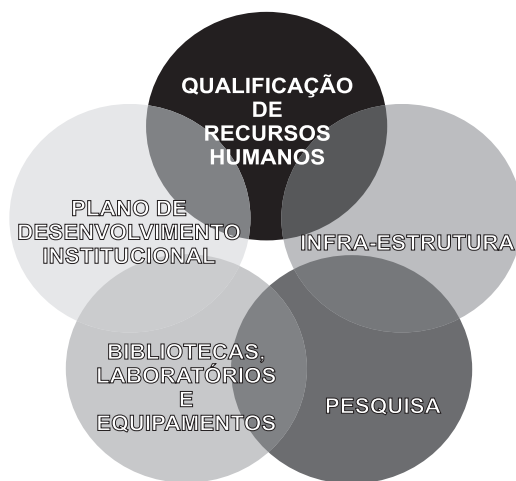 QUALIFICAÇÃO
DE
RECURSOS
HUMANOS
PLANO DE
DESENVOLVIMENTO
INSTITUCIONAL
INFRA-ESTRUTURA
BIBLIOTECAS,
LABORATÓRIOS
E
EQUIPAMENTOS
PESQUISA